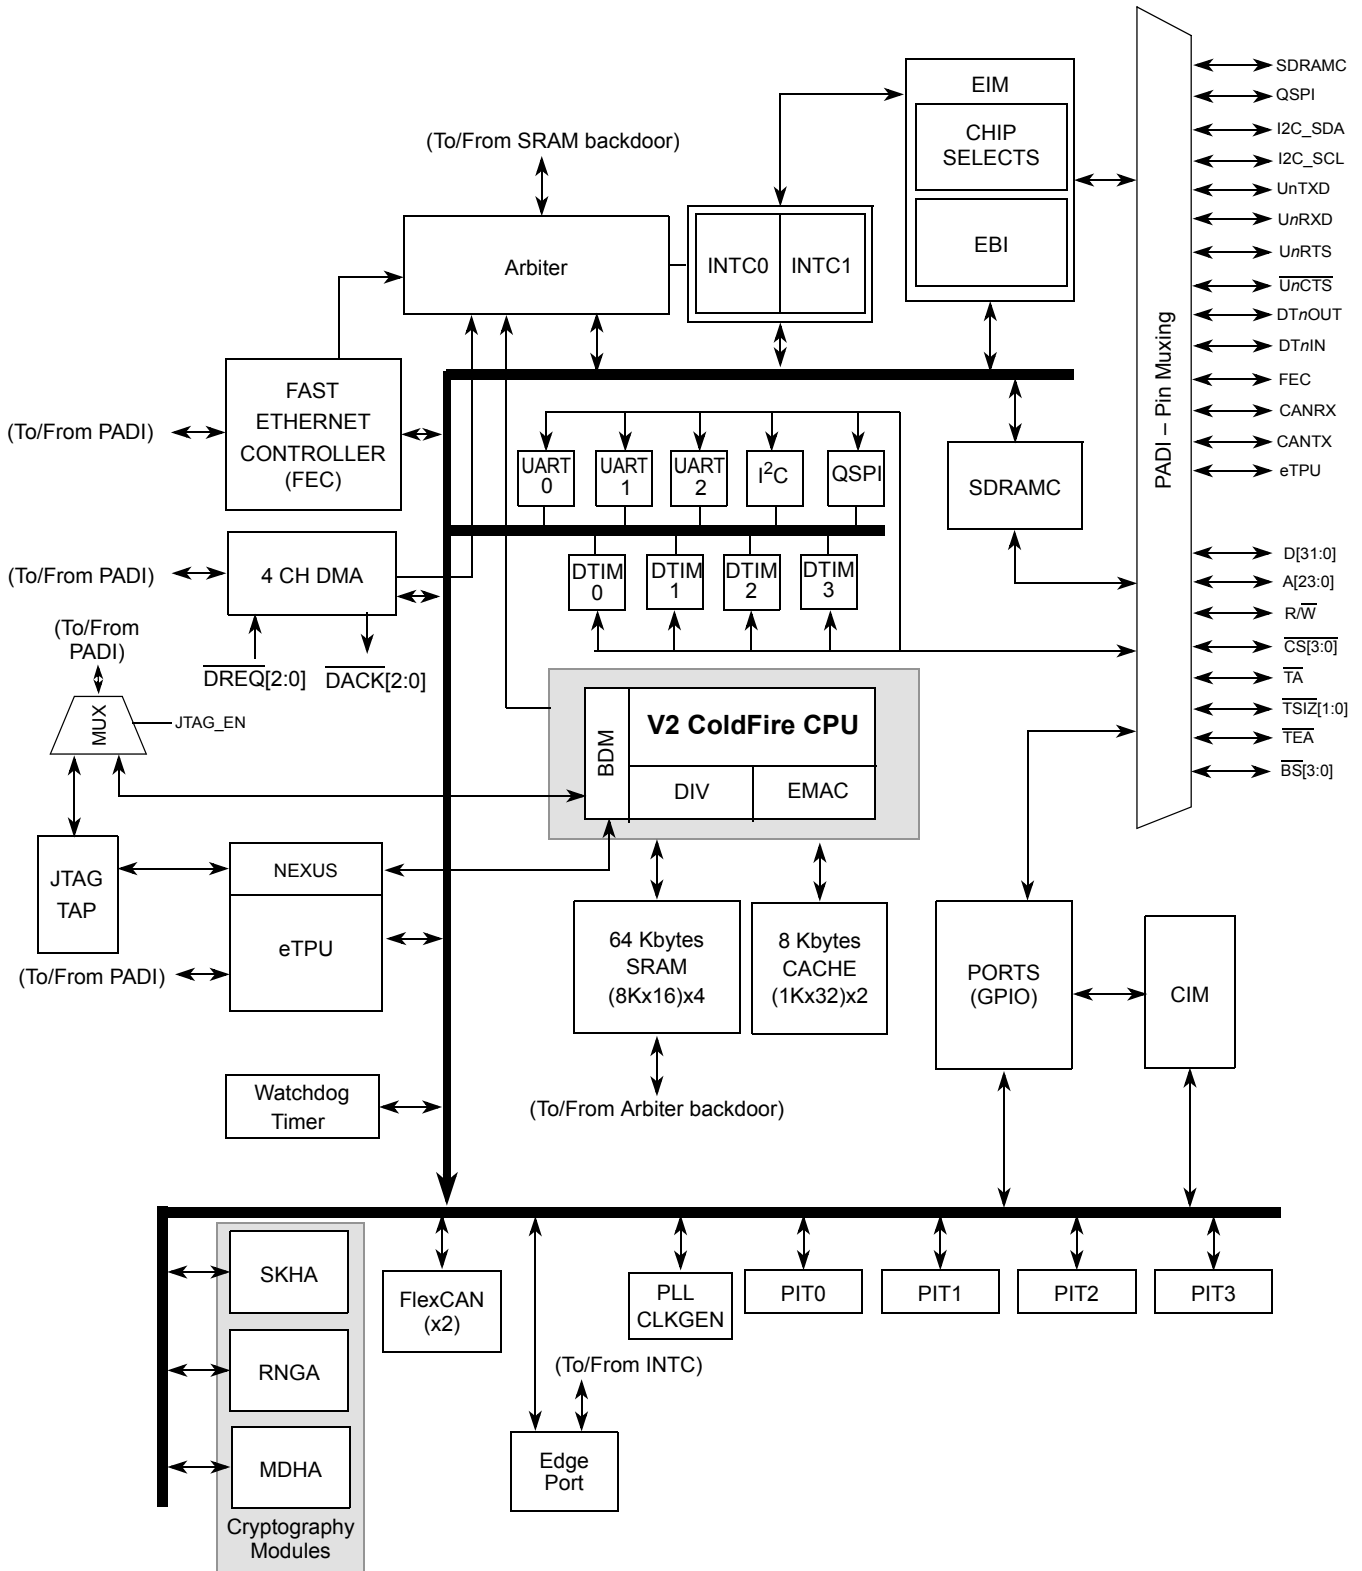 EIM
CHIP
SELECTS
EBI
(To/From SRAM backdoor)
Arbiter
INTC0
INTC1
FAST
ETHERNET
CONTROLLER
(FEC)
(To/From PADI)
UART
0
UART
1
UART
2
I²C
QSPI
SDRAMC
4 CH DMA
(To/From PADI)
DTIM
0
DTIM
1
DTIM
2
DTIM
3
(To/From
PADI)
DREQ[2:0]
DACK[2:0]
MUX
JTAG_EN
BDM
V2 ColdFire CPU
DIV
EMAC
JTAG
TAP
NEXUS
eTPU
(To/From PADI)
64 Kbytes
SRAM
(8Kx16)x4
8 Kbytes
CACHE
(1Kx32)x2
PORTS
(GPIO)
CIM
Watchdog
Timer
(To/From Arbiter backdoor)
SKHA
RNGA
MDHA
Cryptography
Modules
FlexCAN
(x2)
PLL
CLKGEN
PIT0
PIT1
PIT2
PIT3
(To/From INTC)
Edge
Port
PADI – Pin Muxing
SDRAMC
QSPI
I2C_SDA
I2C_SCL
UnTXD
UnRXD
UnRTS
UnCTS
DTnOUT
DTnIN
FEC
CANRX
CANTX
eTPU
D[31:0]
A[23:0]
R/W
CS[3:0]
TA
TSIZ[1:0]
TEA
BS[3:0]